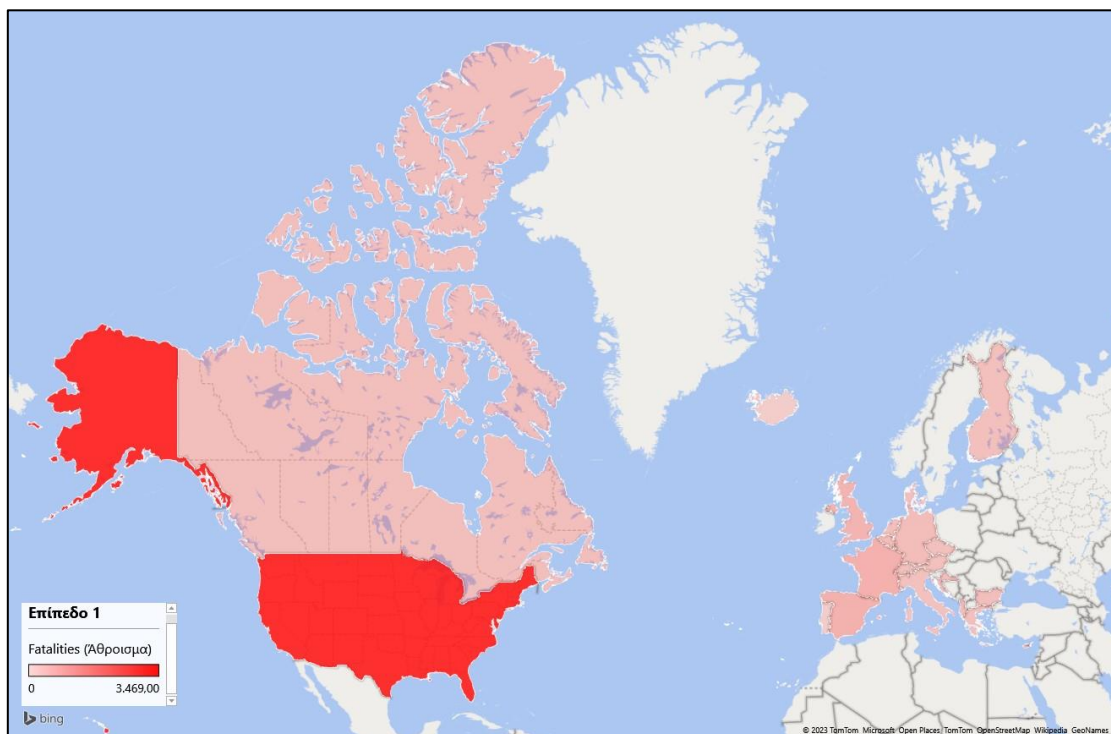 Επίπεδο 1
Fatalities (Άθροισμα)
0 3.469,00
bing
© 2023 TomTom Microsoft, Open Places, TomTom OpenStreetMap Wikipedia GeoNames